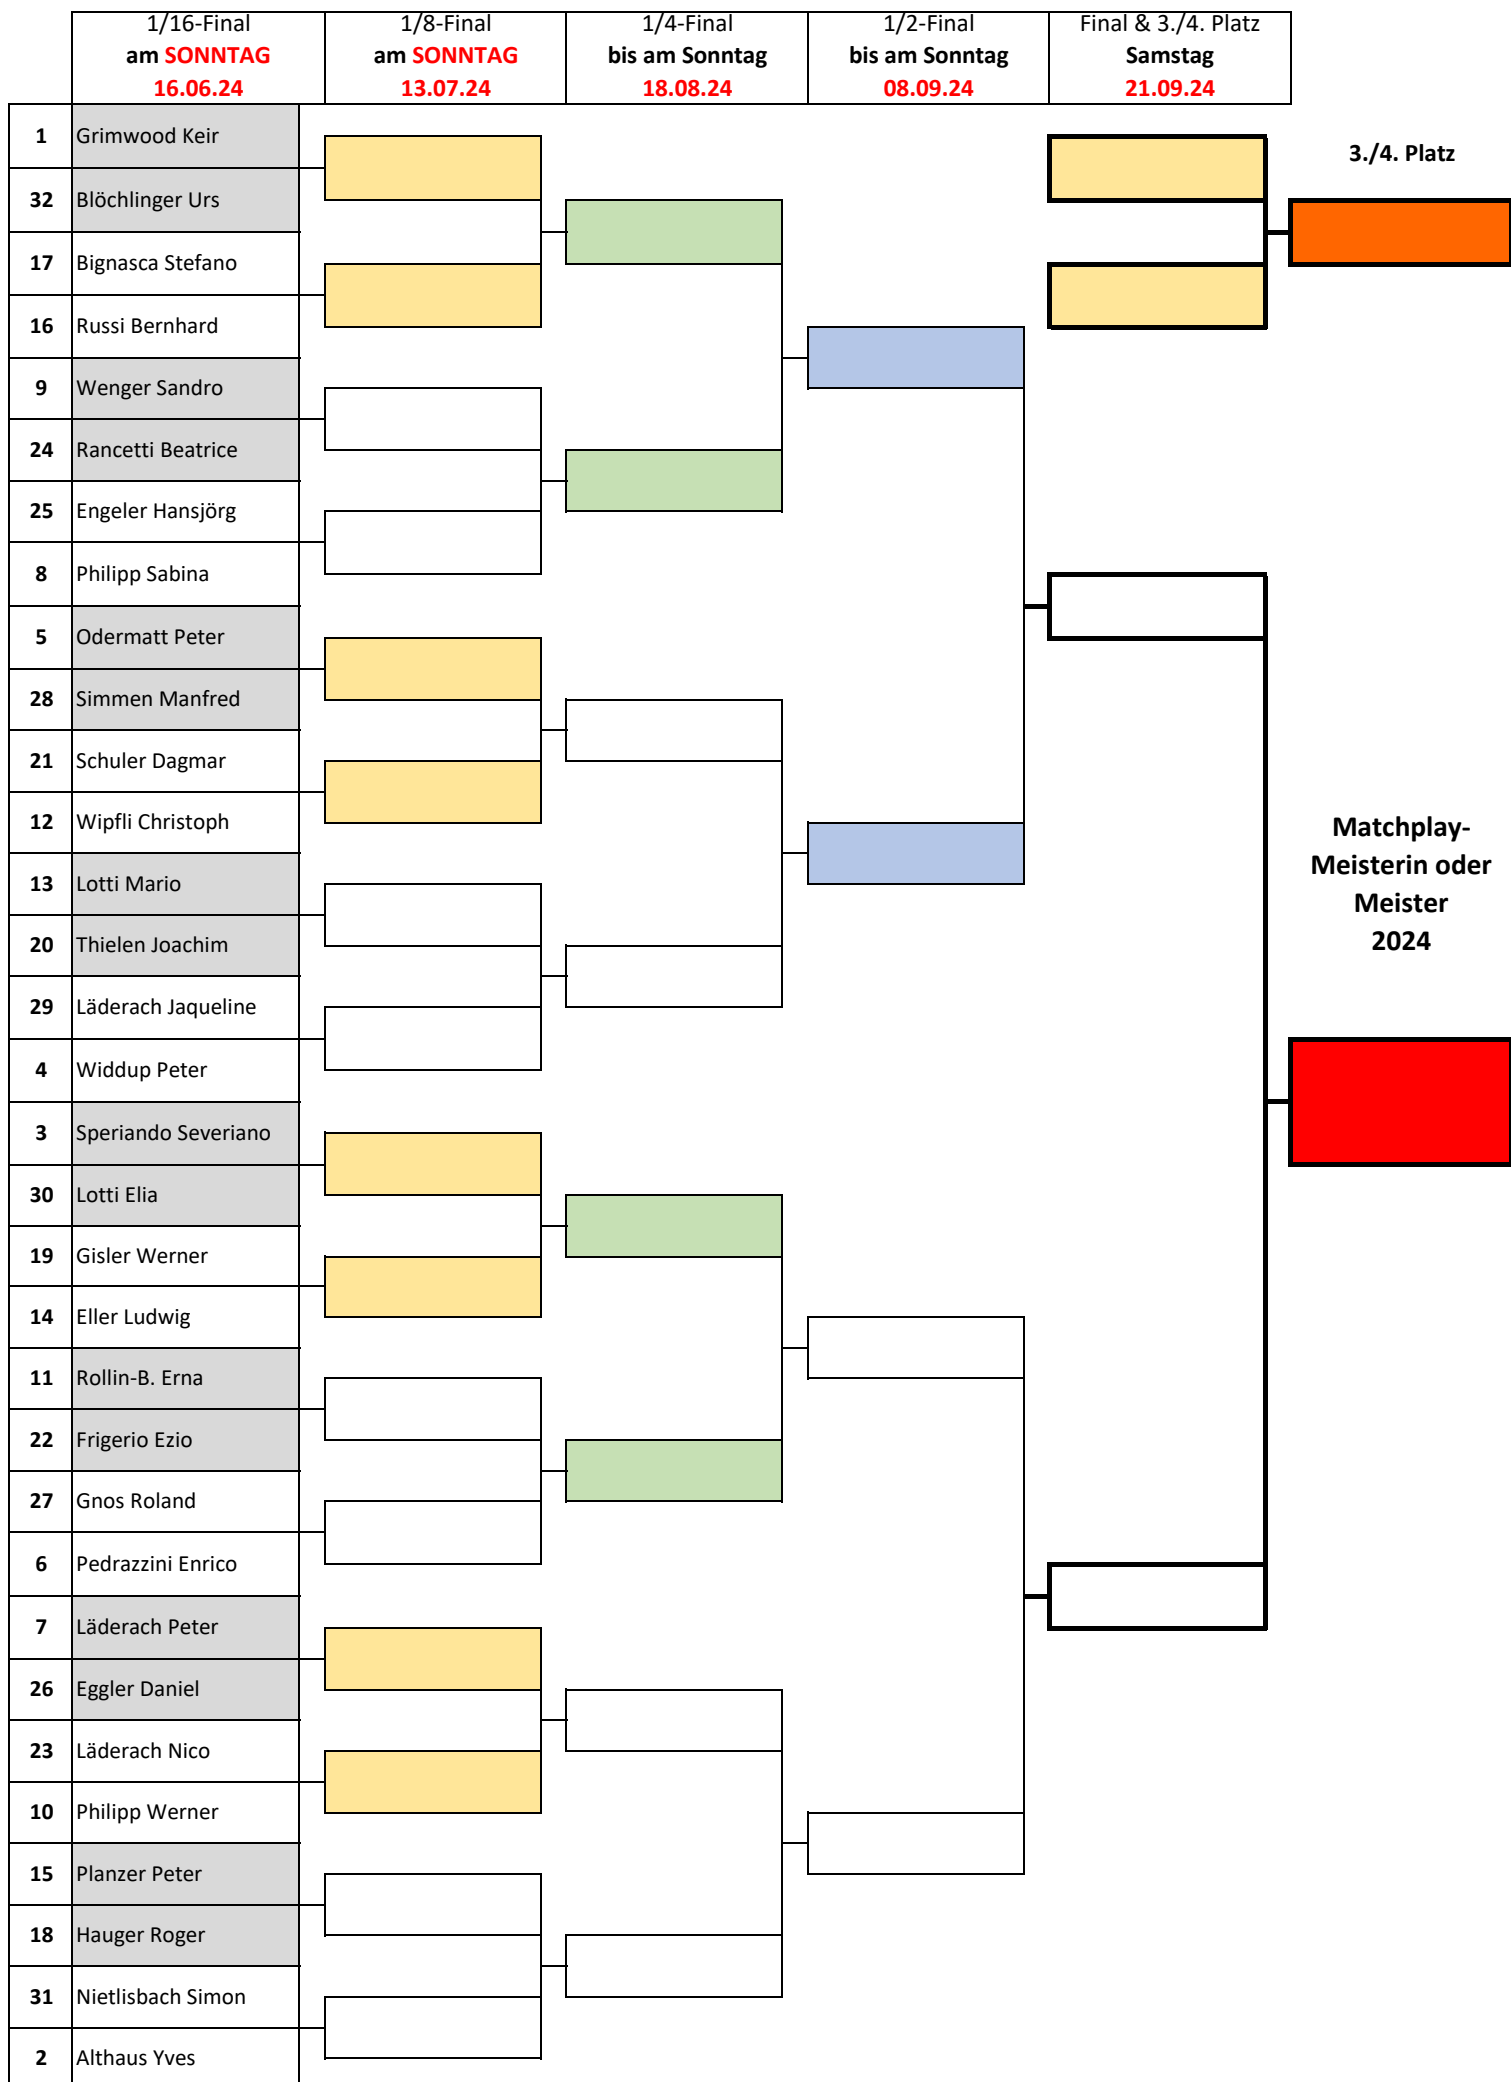 1/16-Final 1/8-Final 1/4-Final 1/2-Final Final & 3./4. Platz
am SONNTAG am SONNTAG bis am Sonntag bis am Sonntag Samstag
16.06.24 13.07.24 18.08.24 08.09.24 21.09.24
1 Grimwood Keir
3./4. Platz
32 Blöchlinger Urs
17 Bignasca Stefano
16 Russi Bernhard
9 Wenger Sandro
24 Rancetti Beatrice
25 Engeler Hansjörg
8 Philipp Sabina
5 Odermatt Peter
28 Simmen Manfred
21 Schuler Dagmar
12 Wipfli Christoph
13 Lotti Mario
20 Thielen Joachim
29 Läderach Jaqueline
4 Widdup Peter
Matchplay-
Meisterin oder
Meister
2024
3 Speriando Severiano
30 Lotti Elia
19 Gisler Werner
14 Eller Ludwig
11 Rollin-B. Erna
22 Frigerio Ezio
27 Gnos Roland
6 Pedrazzini Enrico
7 Läderach Peter
26 Eggler Daniel
23 Läderach Nico
10 Philipp Werner
15 Planzer Peter
18 Hauger Roger
31 Nietlisbach Simon
2 Althaus Yves